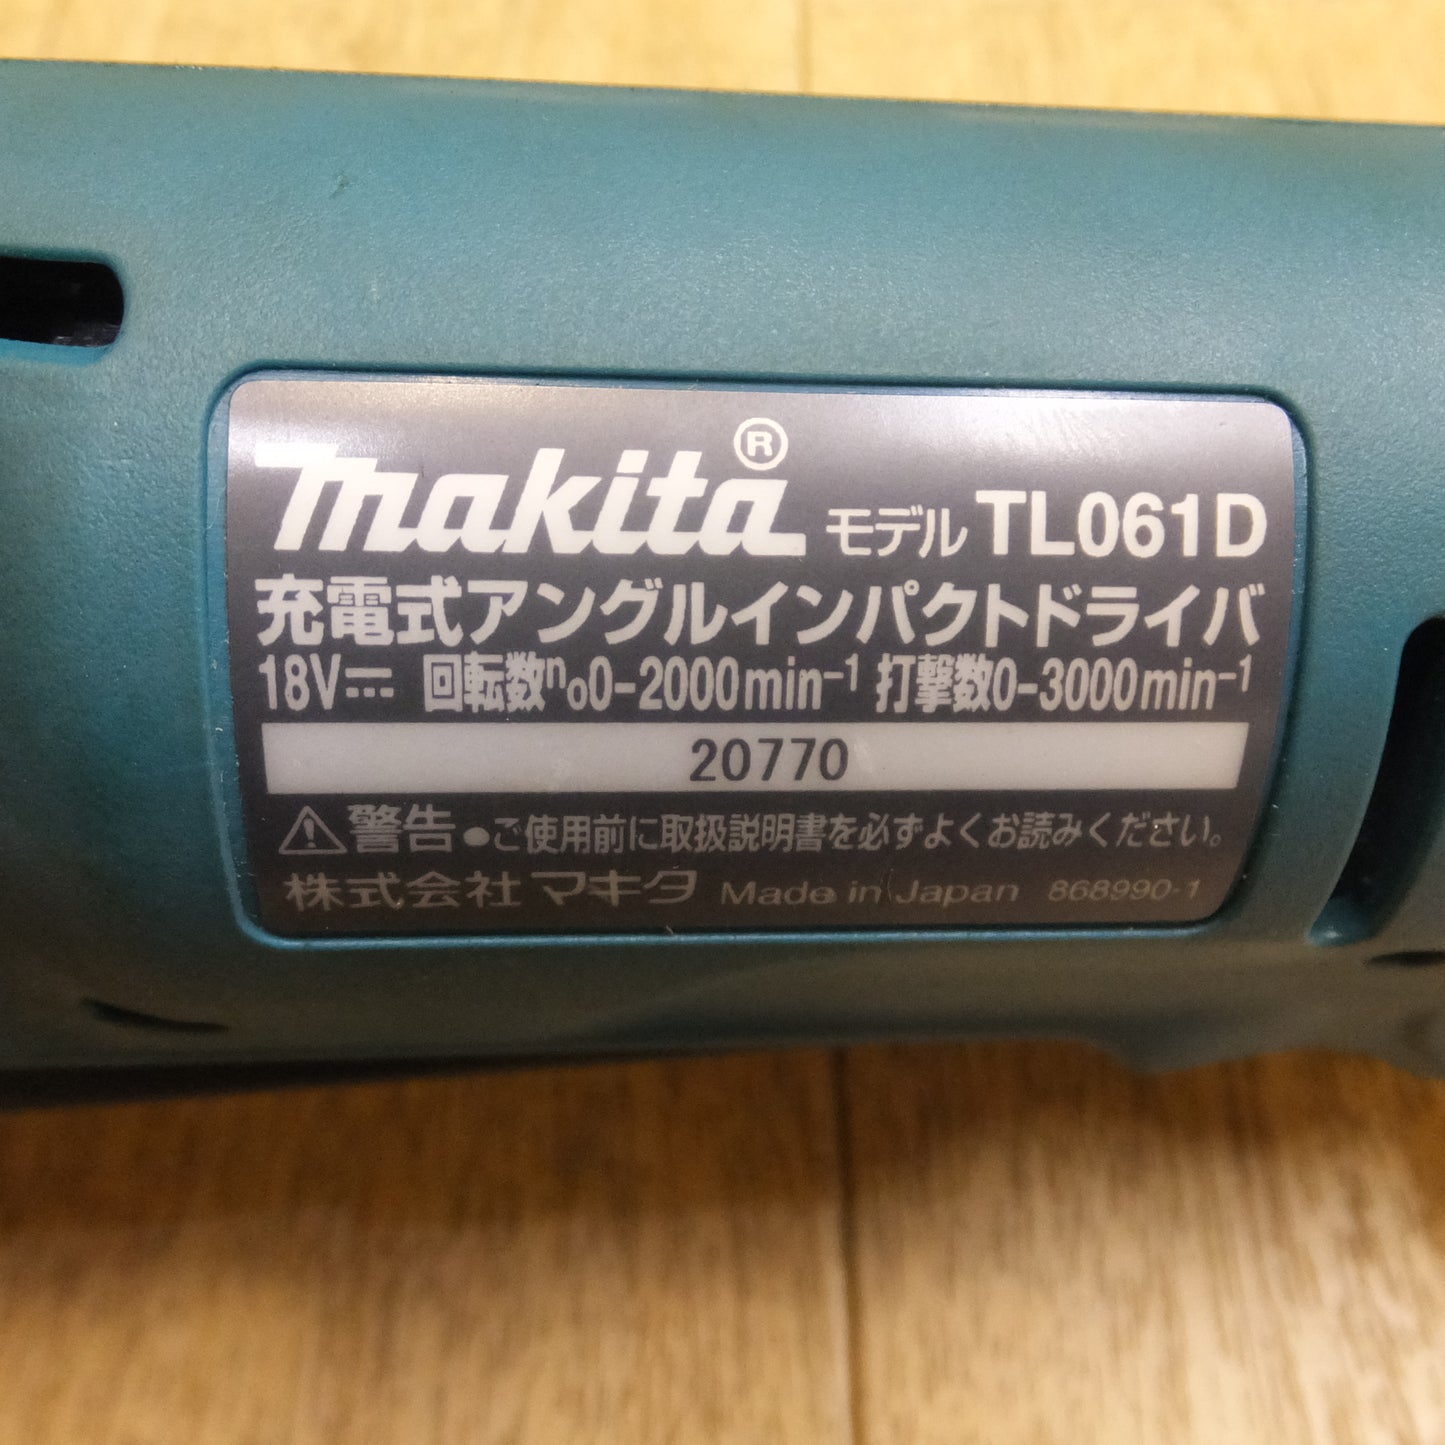 makita® モデル TL061D
充電式アングルインパクトドライバ
18V⎓ 回転数n₀0-2000min⁻¹ 打撃数0-3000min⁻¹
20770
⚠警告 ●ご使用前に取扱説明書を必ずよくお読みください。
株式会社マキタ Made in Japan 868990-1